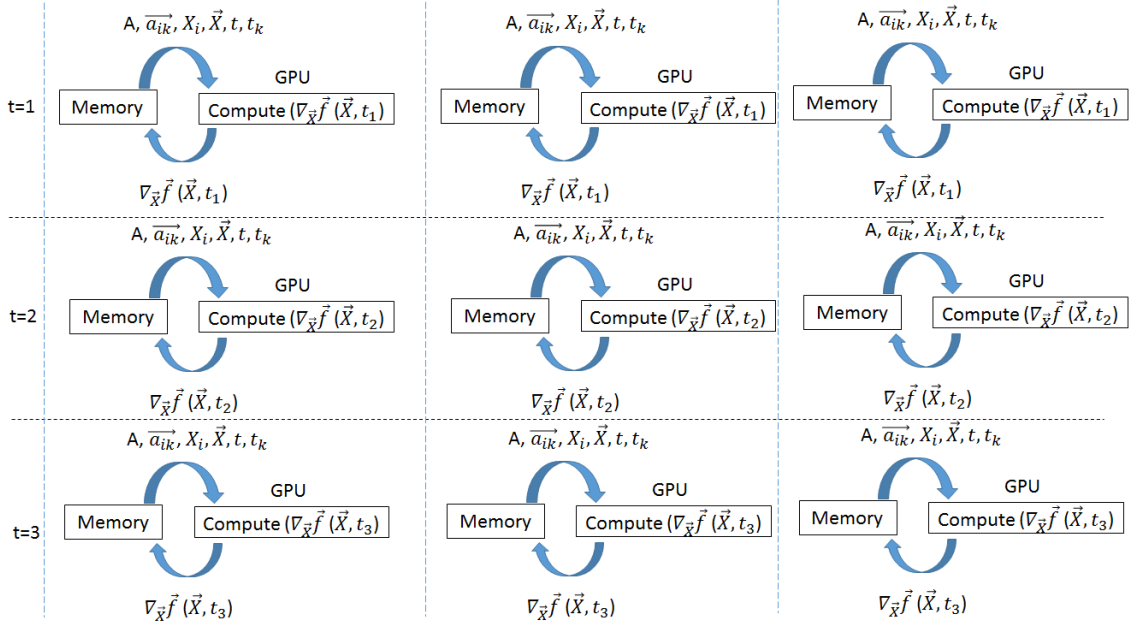 A, $\overrightarrow{a_{ik}}, X_i, \vec{X}, t, t_k$
A, $\overrightarrow{a_{ik}}, X_i, \vec{X}, t, t_k$
A, $\overrightarrow{a_{ik}}, X_i, \vec{X}, t, t_k$
GPU
GPU
GPU
t=1
Memory
Compute ($\nabla_{\vec{X}} \vec{f}\ (\vec{X}, t_1)$
Memory
Compute ($\nabla_{\vec{X}} \vec{f}\ (\vec{X}, t_1)$
Memory
Compute ($\nabla_{\vec{X}} \vec{f}\ (\vec{X}, t_1)$
$\nabla_{\vec{X}} \vec{f}\ (\vec{X}, t_1)$
$\nabla_{\vec{X}} \vec{f}\ (\vec{X}, t_1)$
$\nabla_{\vec{X}} \vec{f}\ (\vec{X}, t_1)$
A, $\overrightarrow{a_{ik}}, X_i, \vec{X}, t, t_k$
A, $\overrightarrow{a_{ik}}, X_i, \vec{X}, t, t_k$
A, $\overrightarrow{a_{ik}}, X_i, \vec{X}, t, t_k$
GPU
GPU
GPU
t=2
Memory
Compute ($\nabla_{\vec{X}} \vec{f}\ (\vec{X}, t_2)$
Memory
Compute ($\nabla_{\vec{X}} \vec{f}\ (\vec{X}, t_2)$
Memory
Compute ($\nabla_{\vec{X}} \vec{f}\ (\vec{X}, t_2)$
$\nabla_{\vec{X}} \vec{f}\ (\vec{X}, t_2)$
$\nabla_{\vec{X}} \vec{f}\ (\vec{X}, t_2)$
$\nabla_{\vec{X}} \vec{f}\ (\vec{X}, t_2)$
A, $\overrightarrow{a_{ik}}, X_i, \vec{X}, t, t_k$
A, $\overrightarrow{a_{ik}}, X_i, \vec{X}, t, t_k$
A, $\overrightarrow{a_{ik}}, X_i, \vec{X}, t, t_k$
GPU
GPU
GPU
t=3
Memory
Compute ($\nabla_{\vec{X}} \vec{f}\ (\vec{X}, t_3)$
Memory
Compute ($\nabla_{\vec{X}} \vec{f}\ (\vec{X}, t_3)$
Memory
Compute ($\nabla_{\vec{X}} \vec{f}\ (\vec{X}, t_3)$
$\nabla_{\vec{X}} \vec{f}\ (\vec{X}, t_3)$
$\nabla_{\vec{X}} \vec{f}\ (\vec{X}, t_3)$
$\nabla_{\vec{X}} \vec{f}\ (\vec{X}, t_3)$